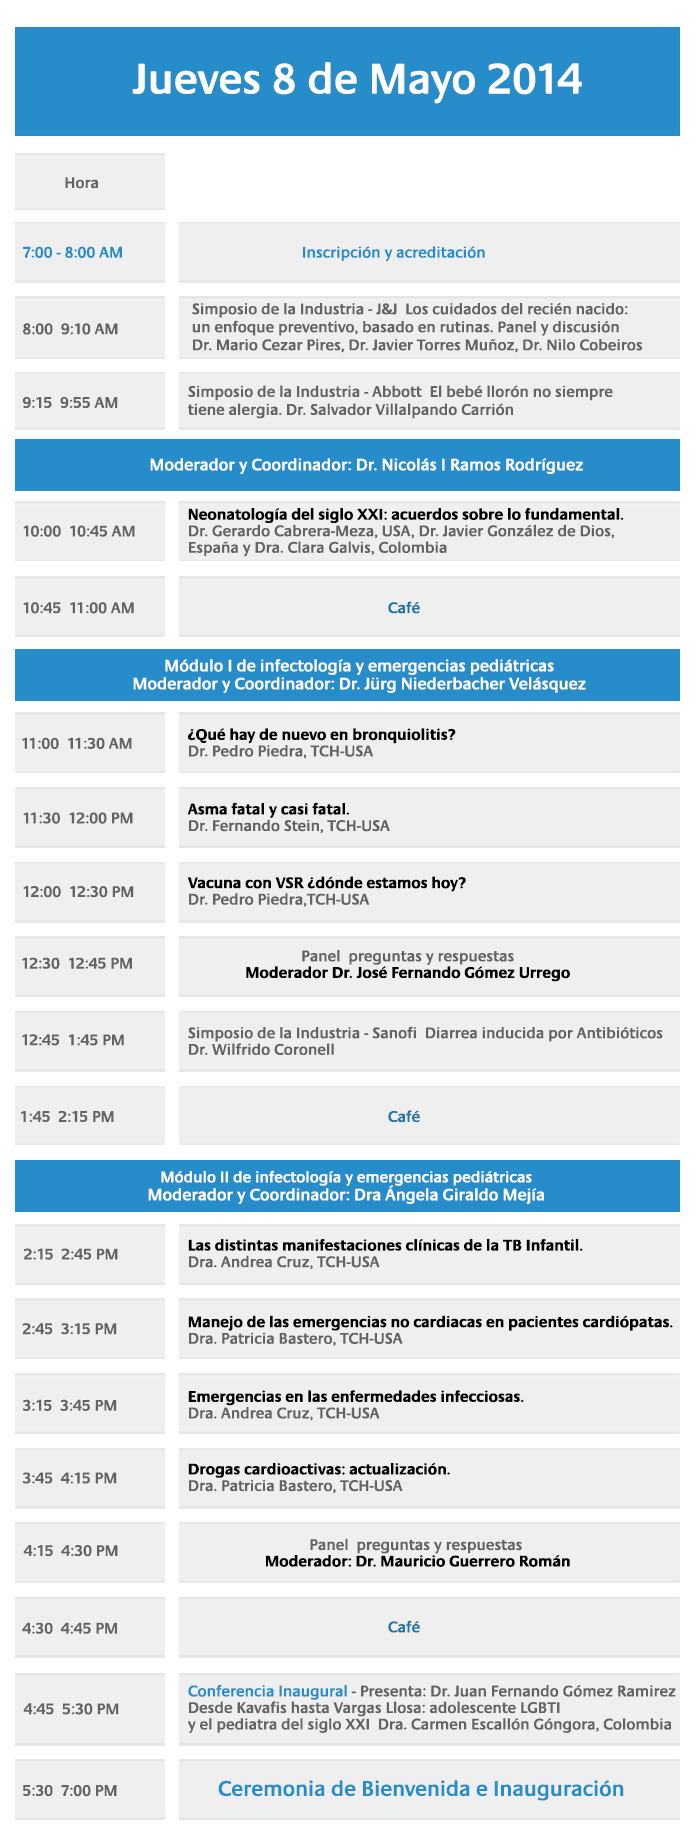 Jueves 8 de Mayo 2014
Hora
7:00 - 8:00 AM
Inscripción y acreditación
8:00  9:10 AM
Simposio de la Industria - J&J  Los cuidados del recién nacido:
un enfoque preventivo, basado en rutinas. Panel y discusión
Dr. Mario Cezar Pires, Dr. Javier Torres Muñoz, Dr. Nilo Cobeiros
9:15  9:55 AM
Simposio de la Industria - Abbott  El bebé llorón no siempre
tiene alergia. Dr. Salvador Villalpando Carrión
Moderador y Coordinador: Dr. Nicolás I Ramos Rodríguez
10:00  10:45 AM
Neonatología del siglo XXI: acuerdos sobre lo fundamental.
Dr. Gerardo Cabrera-Meza, USA, Dr. Javier González de Dios,
España y Dra. Clara Galvis, Colombia
10:45  11:00 AM
Café
Módulo I de infectología y emergencias pediátricas
Moderador y Coordinador: Dr. Jürg Niederbacher Velásquez
11:00  11:30 AM
¿Qué hay de nuevo en bronquiolitis?
Dr. Pedro Piedra, TCH-USA
11:30  12:00 PM
Asma fatal y casi fatal.
Dr. Fernando Stein, TCH-USA
12:00  12:30 PM
Vacuna con VSR ¿dónde estamos hoy?
Dr. Pedro Piedra,TCH-USA
12:30  12:45 PM
Panel  preguntas y respuestas
Moderador Dr. José Fernando Gómez Urrego
12:45  1:45 PM
Simposio de la Industria - Sanofi  Diarrea inducida por Antibióticos
Dr. Wilfrido Coronell
1:45  2:15 PM
Café
Módulo II de infectología y emergencias pediátricas
Moderador y Coordinador: Dra Ángela Giraldo Mejía
2:15  2:45 PM
Las distintas manifestaciones clínicas de la TB Infantil.
Dra. Andrea Cruz, TCH-USA
2:45  3:15 PM
Manejo de las emergencias no cardiacas en pacientes cardiópatas.
Dra. Patricia Bastero, TCH-USA
3:15  3:45 PM
Emergencias en las enfermedades infecciosas.
Dra. Andrea Cruz, TCH-USA
3:45  4:15 PM
Drogas cardioactivas: actualización.
Dra. Patricia Bastero, TCH-USA
4:15  4:30 PM
Panel  preguntas y respuestas
Moderador: Dr. Mauricio Guerrero Román
4:30  4:45 PM
Café
4:45  5:30 PM
Conferencia Inaugural - Presenta: Dr. Juan Fernando Gómez Ramirez
Desde Kavafis hasta Vargas Llosa: adolescente LGBTI
y el pediatra del siglo XXI  Dra. Carmen Escallón Góngora, Colombia
5:30  7:00 PM
Ceremonia de Bienvenida e Inauguración